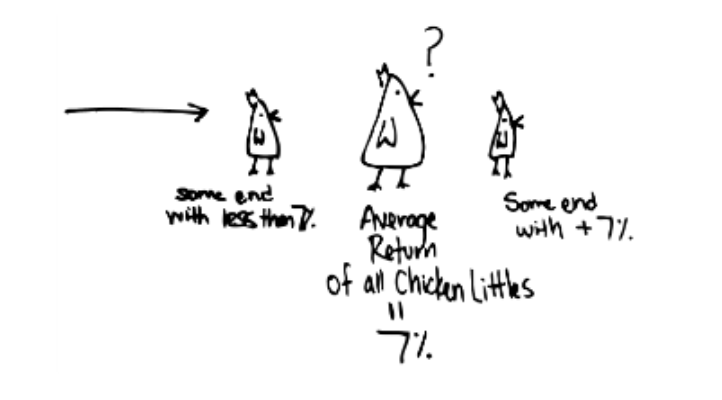 ?
some end
with less than 7%.
Average
Return
of all Chicken Littles
=
7%.
Some end
with + 7%.